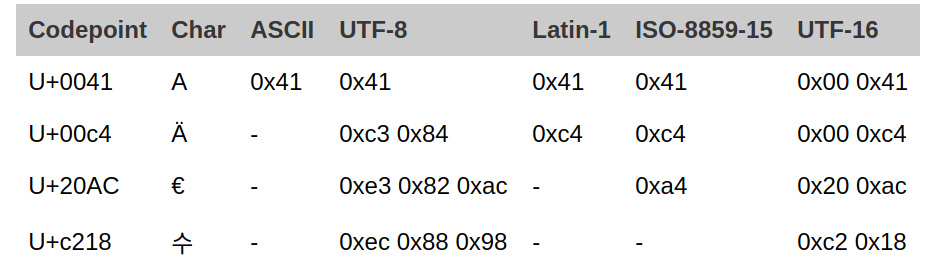 Codepoint Char ASCII UTF-8 Latin-1 ISO-8859-15 UTF-16
U+0041 A 0x41 0x41 0x41 0x41 0x00 0x41
U+00c4 Ä - 0xc3 0x84 0xc4 0xc4 0x00 0xc4
U+20AC € - 0xe3 0x82 0xac - 0xa4 0x20 0xac
U+c218 수 - 0xec 0x88 0x98 - - 0xc2 0x18